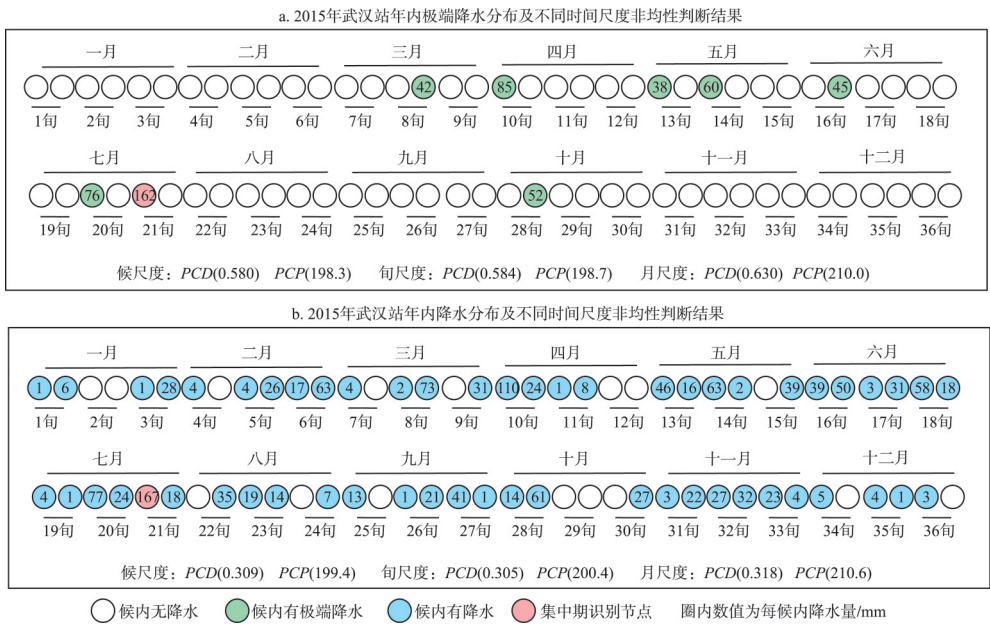 a. 2015年武汉站年内极端降水分布及不同时间尺度非均性判断结果
一月 二月 三月 四月 五月 六月
42 85 38 60 45
1旬 2旬 3旬 4旬 5旬 6旬 7旬 8旬 9旬 10旬 11旬 12旬 13旬 14旬 15旬 16旬 17旬 18旬
七月 八月 九月 十月 十一月 十二月
76 162 52
19旬 20旬 21旬 22旬 23旬 24旬 25旬 26旬 27旬 28旬 29旬 30旬 31旬 32旬 33旬 34旬 35旬 36旬
候尺度：PCD(0.580) PCP(198.3) 旬尺度：PCD(0.584) PCP(198.7) 月尺度：PCD(0.630) PCP(210.0)
b. 2015年武汉站年内降水分布及不同时间尺度非均性判断结果
一月 二月 三月 四月 五月 六月
1 6 1 28 4 4 26 17 63 4 2 73 31 110 24 1 8 46 16 63 2 39 39 50 3 31 58 18
1旬 2旬 3旬 4旬 5旬 6旬 7旬 8旬 9旬 10旬 11旬 12旬 13旬 14旬 15旬 16旬 17旬 18旬
七月 八月 九月 十月 十一月 十二月
4 1 77 24 167 18 35 19 14 7 13 1 21 41 1 14 61 27 3 22 27 32 23 4 5 4 1 3
19旬 20旬 21旬 22旬 23旬 24旬 25旬 26旬 27旬 28旬 29旬 30旬 31旬 32旬 33旬 34旬 35旬 36旬
候尺度：PCD(0.309) PCP(199.4) 旬尺度：PCD(0.305) PCP(200.4) 月尺度：PCD(0.318) PCP(210.6)
候内无降水 候内有极端降水 候内有降水 集中期识别节点 圈内数值为每候内降水量/mm